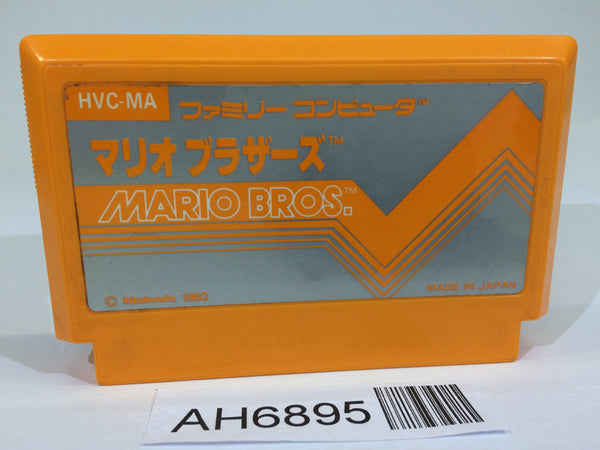 HVC-MA
ファミリー コンピュータ™
マリオ ブラザーズ™
MARIO BROS.™
© Nintendo 1983
MADE IN JAPAN
AH6895